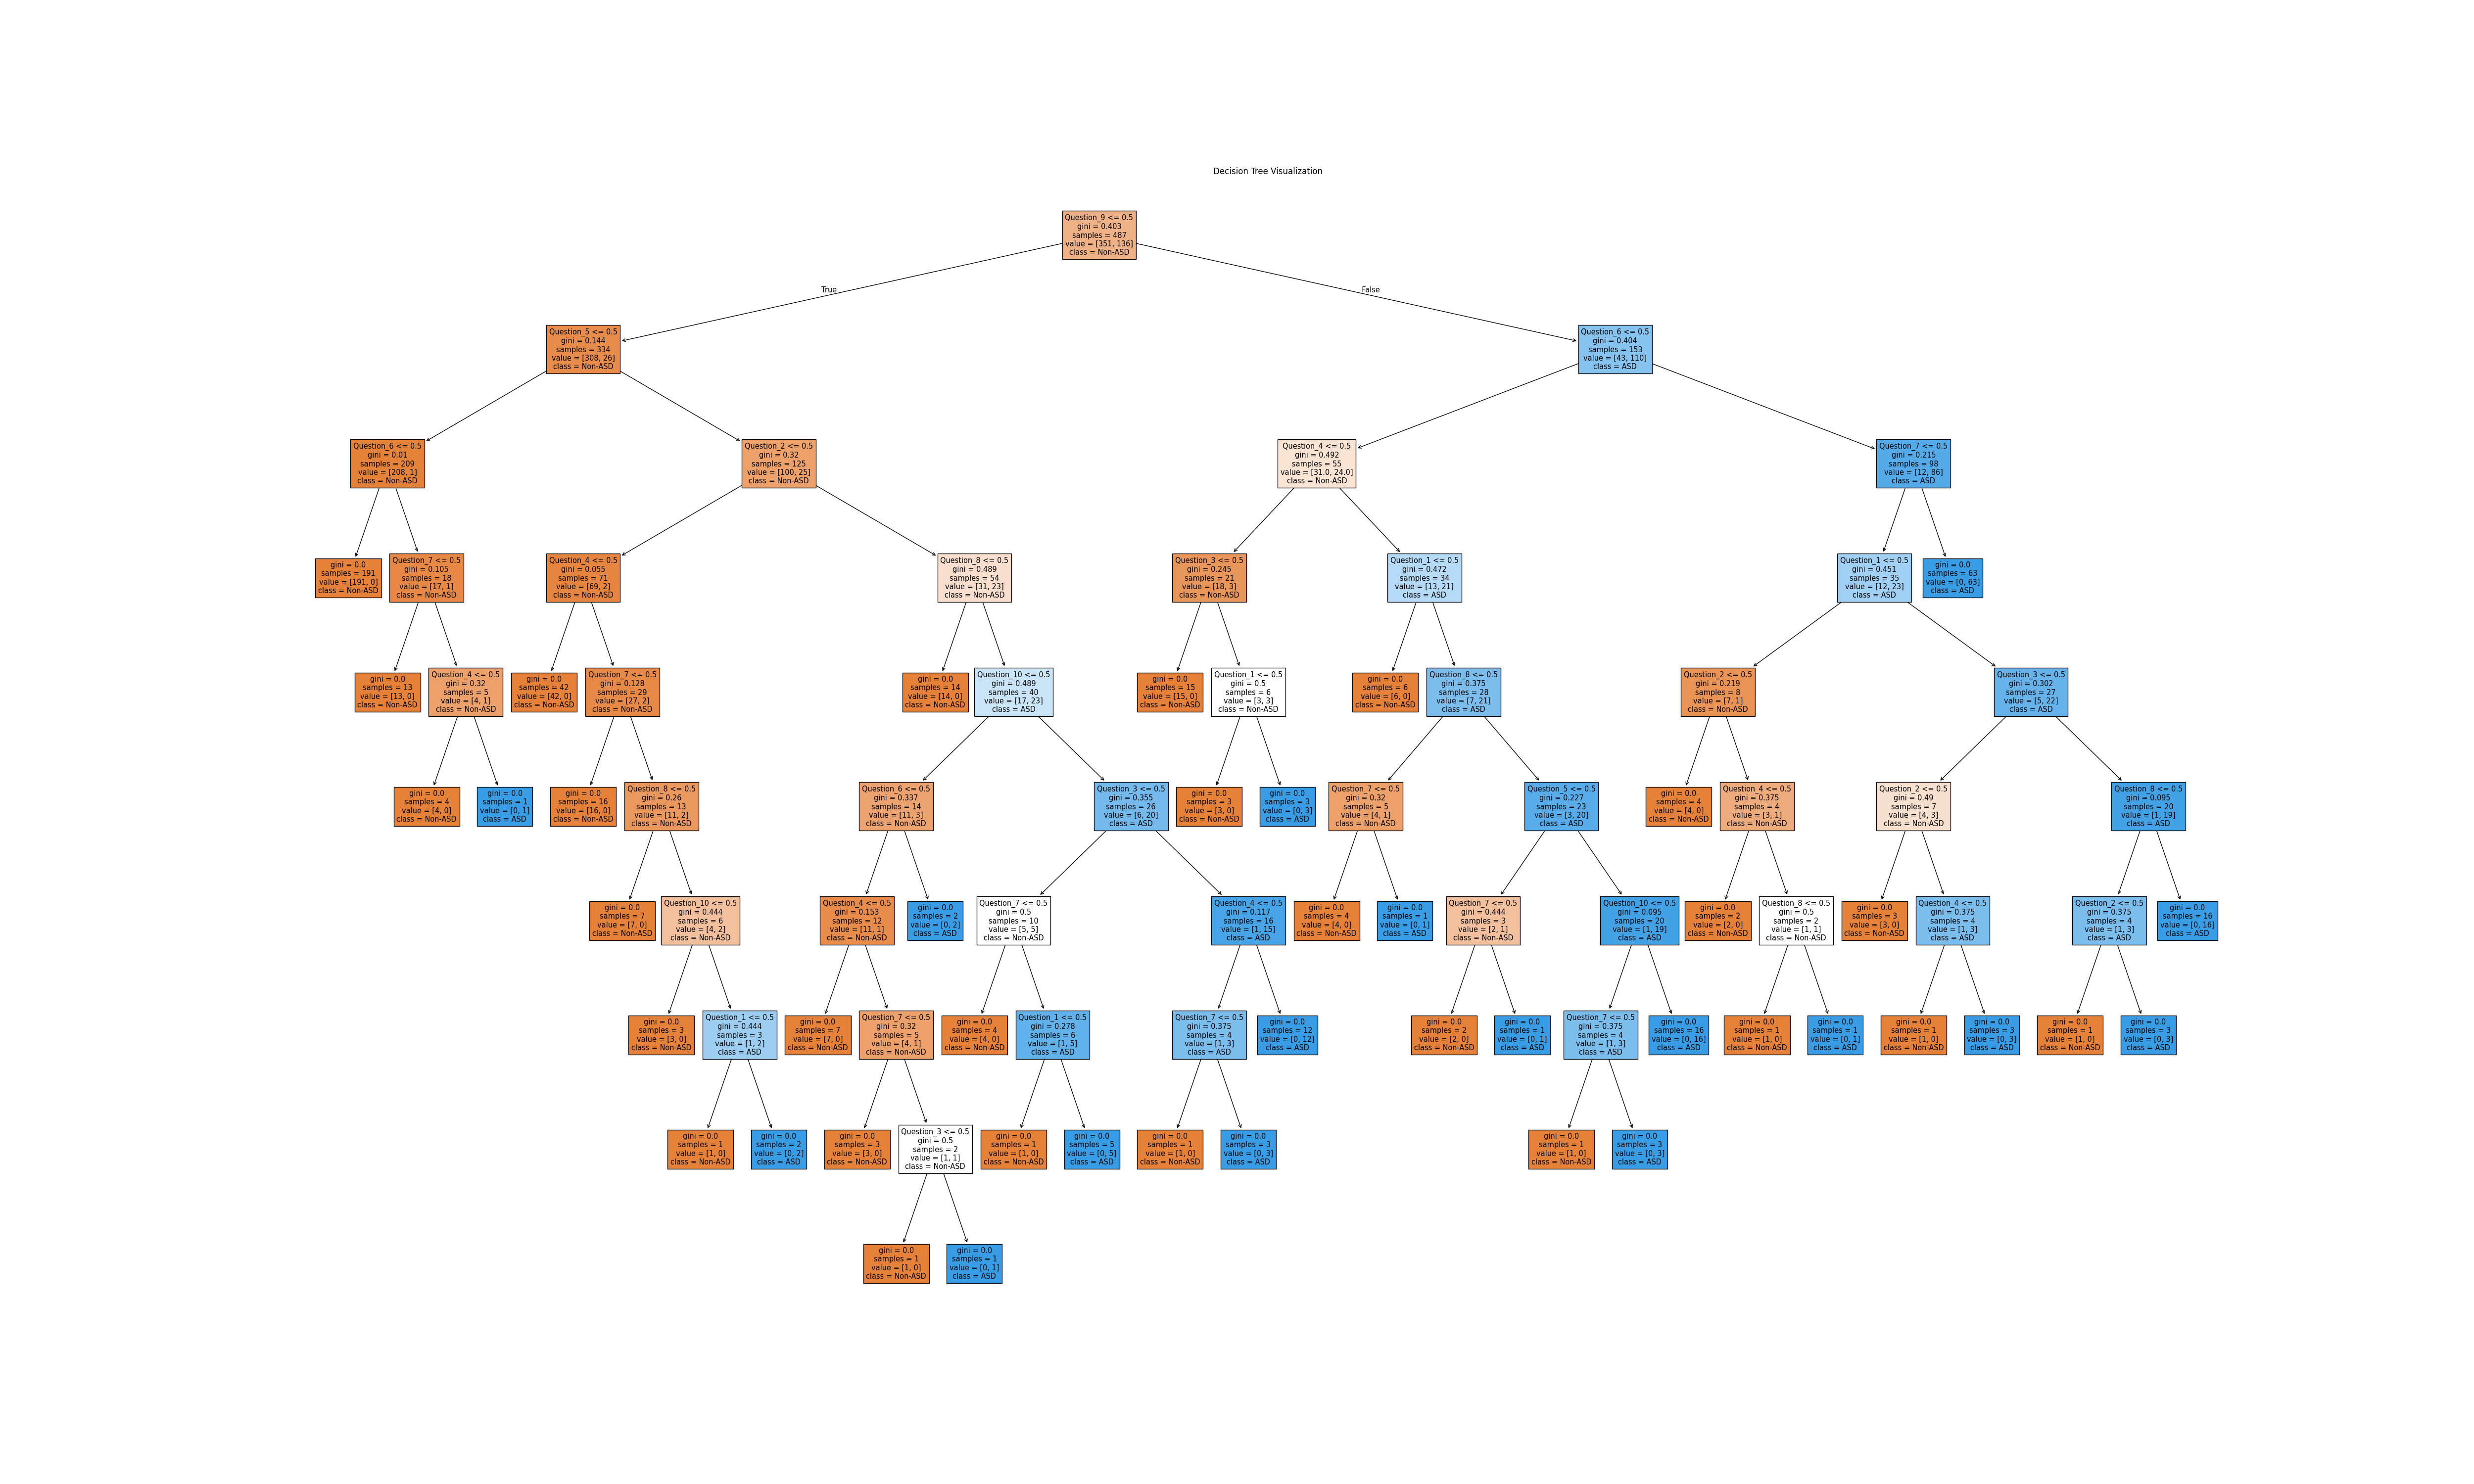 Decision Tree Visualization
Question_9 <= 0.5
gini = 0.403
samples = 487
value = [351, 136]
class = Non-ASD
True
False
Question_5 <= 0.5
gini = 0.144
samples = 334
value = [308, 26]
class = Non-ASD
Question_6 <= 0.5
gini = 0.404
samples = 153
value = [43, 110]
class = ASD
Question_6 <= 0.5
gini = 0.01
samples = 209
value = [208, 1]
class = Non-ASD
Question_2 <= 0.5
gini = 0.32
samples = 125
value = [100, 25]
class = Non-ASD
Question_4 <= 0.5
gini = 0.492
samples = 55
value = [31.0, 24.0]
class = Non-ASD
Question_7 <= 0.5
gini = 0.215
samples = 98
value = [12, 86]
class = ASD
gini = 0.0
samples = 191
value = [191, 0]
class = Non-ASD
Question_7 <= 0.5
gini = 0.105
samples = 18
value = [17, 1]
class = Non-ASD
Question_4 <= 0.5
gini = 0.055
samples = 71
value = [69, 2]
class = Non-ASD
Question_8 <= 0.5
gini = 0.489
samples = 54
value = [31, 23]
class = Non-ASD
Question_3 <= 0.5
gini = 0.245
samples = 21
value = [18, 3]
class = Non-ASD
Question_1 <= 0.5
gini = 0.472
samples = 34
value = [13, 21]
class = ASD
Question_1 <= 0.5
gini = 0.451
samples = 35
value = [12, 23]
class = ASD
gini = 0.0
samples = 63
value = [0, 63]
class = ASD
gini = 0.0
samples = 13
value = [13, 0]
class = Non-ASD
Question_4 <= 0.5
gini = 0.32
samples = 5
value = [4, 1]
class = Non-ASD
gini = 0.0
samples = 42
value = [42, 0]
class = Non-ASD
Question_7 <= 0.5
gini = 0.128
samples = 29
value = [27, 2]
class = Non-ASD
gini = 0.0
samples = 14
value = [14, 0]
class = Non-ASD
Question_10 <= 0.5
gini = 0.489
samples = 40
value = [17, 23]
class = ASD
gini = 0.0
samples = 15
value = [15, 0]
class = Non-ASD
Question_1 <= 0.5
gini = 0.5
samples = 6
value = [3, 3]
class = Non-ASD
gini = 0.0
samples = 6
value = [6, 0]
class = Non-ASD
Question_8 <= 0.5
gini = 0.375
samples = 28
value = [7, 21]
class = ASD
Question_2 <= 0.5
gini = 0.219
samples = 8
value = [7, 1]
class = Non-ASD
Question_3 <= 0.5
gini = 0.302
samples = 27
value = [5, 22]
class = ASD
gini = 0.0
samples = 4
value = [4, 0]
class = Non-ASD
gini = 0.0
samples = 1
value = [0, 1]
class = ASD
gini = 0.0
samples = 16
value = [16, 0]
class = Non-ASD
Question_8 <= 0.5
gini = 0.26
samples = 13
value = [11, 2]
class = Non-ASD
Question_6 <= 0.5
gini = 0.337
samples = 14
value = [11, 3]
class = Non-ASD
Question_3 <= 0.5
gini = 0.355
samples = 26
value = [6, 20]
class = ASD
gini = 0.0
samples = 3
value = [3, 0]
class = Non-ASD
gini = 0.0
samples = 3
value = [0, 3]
class = ASD
Question_7 <= 0.5
gini = 0.32
samples = 5
value = [4, 1]
class = Non-ASD
Question_5 <= 0.5
gini = 0.227
samples = 23
value = [3, 20]
class = ASD
gini = 0.0
samples = 4
value = [4, 0]
class = Non-ASD
Question_4 <= 0.5
gini = 0.375
samples = 4
value = [3, 1]
class = Non-ASD
Question_2 <= 0.5
gini = 0.49
samples = 7
value = [4, 3]
class = Non-ASD
Question_8 <= 0.5
gini = 0.095
samples = 20
value = [1, 19]
class = ASD
gini = 0.0
samples = 7
value = [7, 0]
class = Non-ASD
Question_10 <= 0.5
gini = 0.444
samples = 6
value = [4, 2]
class = Non-ASD
Question_4 <= 0.5
gini = 0.153
samples = 12
value = [11, 1]
class = Non-ASD
gini = 0.0
samples = 2
value = [0, 2]
class = ASD
Question_7 <= 0.5
gini = 0.5
samples = 10
value = [5, 5]
class = Non-ASD
Question_4 <= 0.5
gini = 0.117
samples = 16
value = [1, 15]
class = ASD
gini = 0.0
samples = 4
value = [4, 0]
class = Non-ASD
gini = 0.0
samples = 1
value = [0, 1]
class = ASD
Question_7 <= 0.5
gini = 0.444
samples = 3
value = [2, 1]
class = Non-ASD
Question_10 <= 0.5
gini = 0.095
samples = 20
value = [1, 19]
class = ASD
gini = 0.0
samples = 2
value = [2, 0]
class = Non-ASD
Question_8 <= 0.5
gini = 0.5
samples = 2
value = [1, 1]
class = Non-ASD
gini = 0.0
samples = 3
value = [3, 0]
class = Non-ASD
Question_4 <= 0.5
gini = 0.375
samples = 4
value = [1, 3]
class = ASD
Question_2 <= 0.5
gini = 0.375
samples = 4
value = [1, 3]
class = ASD
gini = 0.0
samples = 16
value = [0, 16]
class = ASD
gini = 0.0
samples = 3
value = [3, 0]
class = Non-ASD
Question_1 <= 0.5
gini = 0.444
samples = 3
value = [1, 2]
class = ASD
gini = 0.0
samples = 7
value = [7, 0]
class = Non-ASD
Question_7 <= 0.5
gini = 0.32
samples = 5
value = [4, 1]
class = Non-ASD
gini = 0.0
samples = 4
value = [4, 0]
class = Non-ASD
Question_1 <= 0.5
gini = 0.278
samples = 6
value = [1, 5]
class = ASD
Question_7 <= 0.5
gini = 0.375
samples = 4
value = [1, 3]
class = ASD
gini = 0.0
samples = 12
value = [0, 12]
class = ASD
gini = 0.0
samples = 2
value = [2, 0]
class = Non-ASD
gini = 0.0
samples = 1
value = [0, 1]
class = ASD
Question_7 <= 0.5
gini = 0.375
samples = 4
value = [1, 3]
class = ASD
gini = 0.0
samples = 16
value = [0, 16]
class = ASD
gini = 0.0
samples = 1
value = [1, 0]
class = Non-ASD
gini = 0.0
samples = 1
value = [0, 1]
class = ASD
gini = 0.0
samples = 1
value = [1, 0]
class = Non-ASD
gini = 0.0
samples = 3
value = [0, 3]
class = ASD
gini = 0.0
samples = 1
value = [1, 0]
class = Non-ASD
gini = 0.0
samples = 3
value = [0, 3]
class = ASD
gini = 0.0
samples = 1
value = [1, 0]
class = Non-ASD
gini = 0.0
samples = 2
value = [0, 2]
class = ASD
gini = 0.0
samples = 3
value = [3, 0]
class = Non-ASD
Question_3 <= 0.5
gini = 0.5
samples = 2
value = [1, 1]
class = Non-ASD
gini = 0.0
samples = 1
value = [1, 0]
class = Non-ASD
gini = 0.0
samples = 5
value = [0, 5]
class = ASD
gini = 0.0
samples = 1
value = [1, 0]
class = Non-ASD
gini = 0.0
samples = 3
value = [0, 3]
class = ASD
gini = 0.0
samples = 1
value = [1, 0]
class = Non-ASD
gini = 0.0
samples = 3
value = [0, 3]
class = ASD
gini = 0.0
samples = 1
value = [1, 0]
class = Non-ASD
gini = 0.0
samples = 1
value = [0, 1]
class = ASD